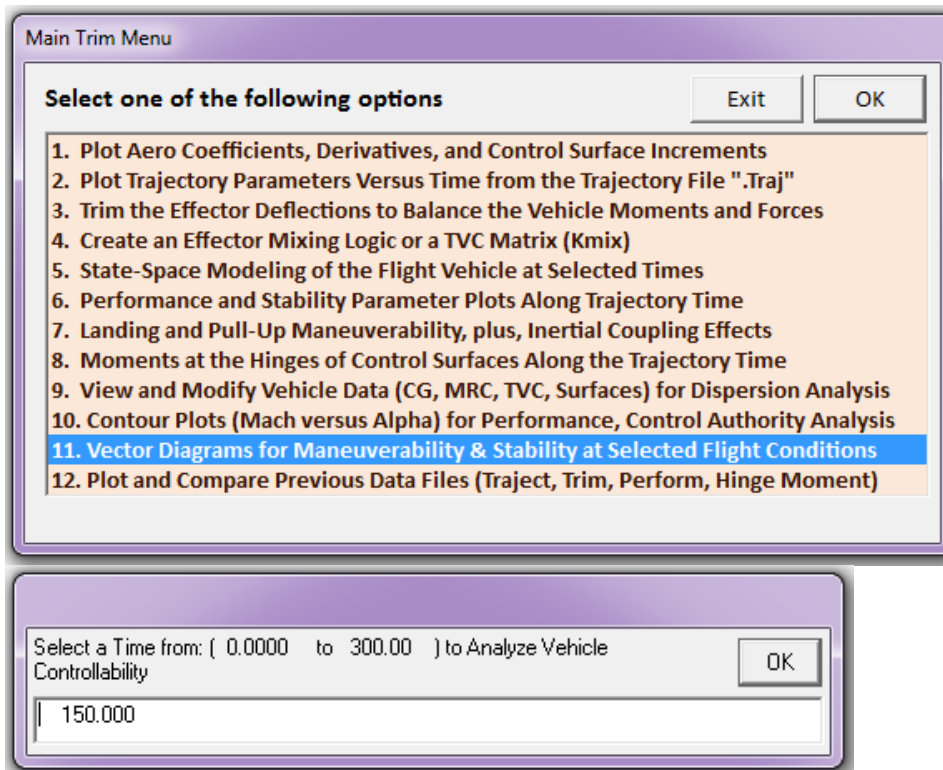 Main Trim Menu
Select one of the following options
Exit
OK
1. Plot Aero Coefficients, Derivatives, and Control Surface Increments
2. Plot Trajectory Parameters Versus Time from the Trajectory File ".Traj"
3. Trim the Effector Deflections to Balance the Vehicle Moments and Forces
4. Create an Effector Mixing Logic or a TVC Matrix (Kmix)
5. State-Space Modeling of the Flight Vehicle at Selected Times
6. Performance and Stability Parameter Plots Along Trajectory Time
7. Landing and Pull-Up Maneuverability, plus, Inertial Coupling Effects
8. Moments at the Hinges of Control Surfaces Along the Trajectory Time
9. View and Modify Vehicle Data (CG, MRC, TVC, Surfaces) for Dispersion Analysis
10. Contour Plots (Mach versus Alpha) for Performance, Control Authority Analysis
11. Vector Diagrams for Maneuverability & Stability at Selected Flight Conditions
12. Plot and Compare Previous Data Files (Traject, Trim, Perform, Hinge Moment)
Select a Time from: ( 0.0000 to 300.00 ) to Analyze Vehicle
Controllability
OK
150.000